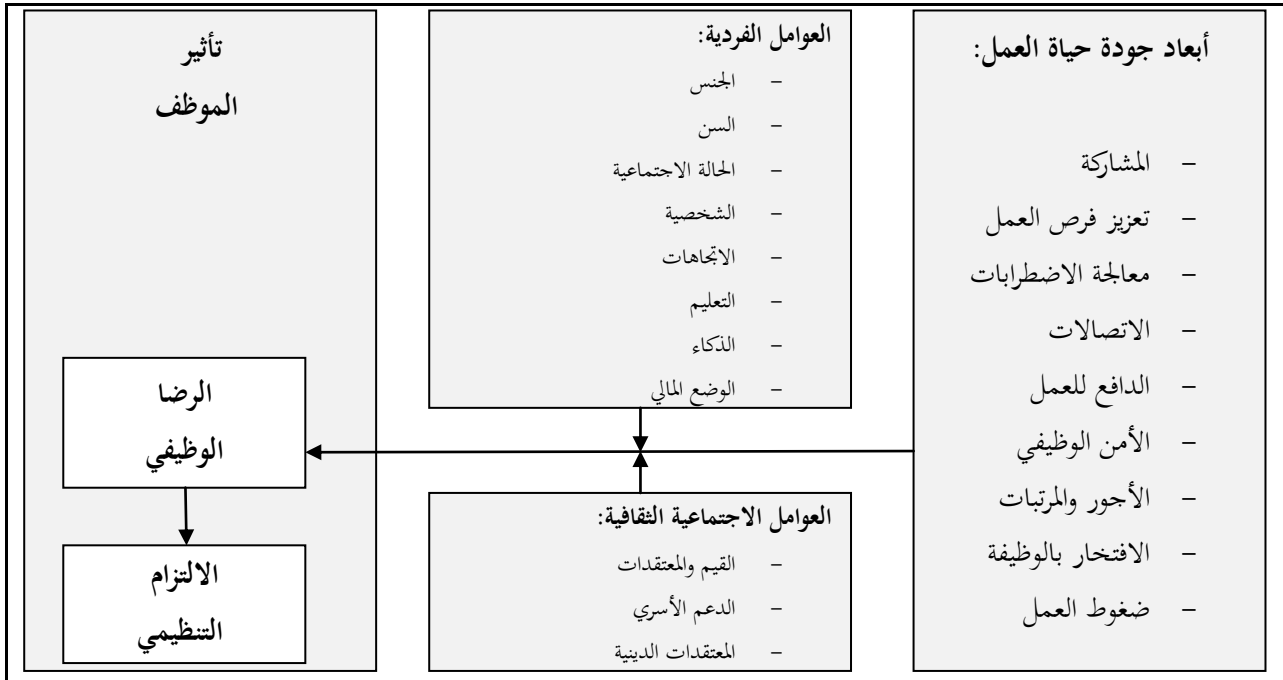 أبعاد جودة حياة العمل:
– المشاركة
– تعزيز فرص العمل
– معالجة الاضطرابات
– الاتصالات
– الدافع للعمل
– الأمن الوظيفي
– الأجور والمرتبات
– الافتخار بالوظيفة
– ضغوط العمل
العوامل الفردية:
– الجنس
– السن
– الحالة الاجتماعية
– الشخصية
– الاتجاهات
– التعليم
– الذكاء
– الوضع المالي
العوامل الاجتماعية الثقافية:
– القيم والمعتقدات
– الدعم الأسري
– المعتقدات الدينية
تأثير
الموظف
الرضا
الوظيفي
الالتزام
التنظيمي